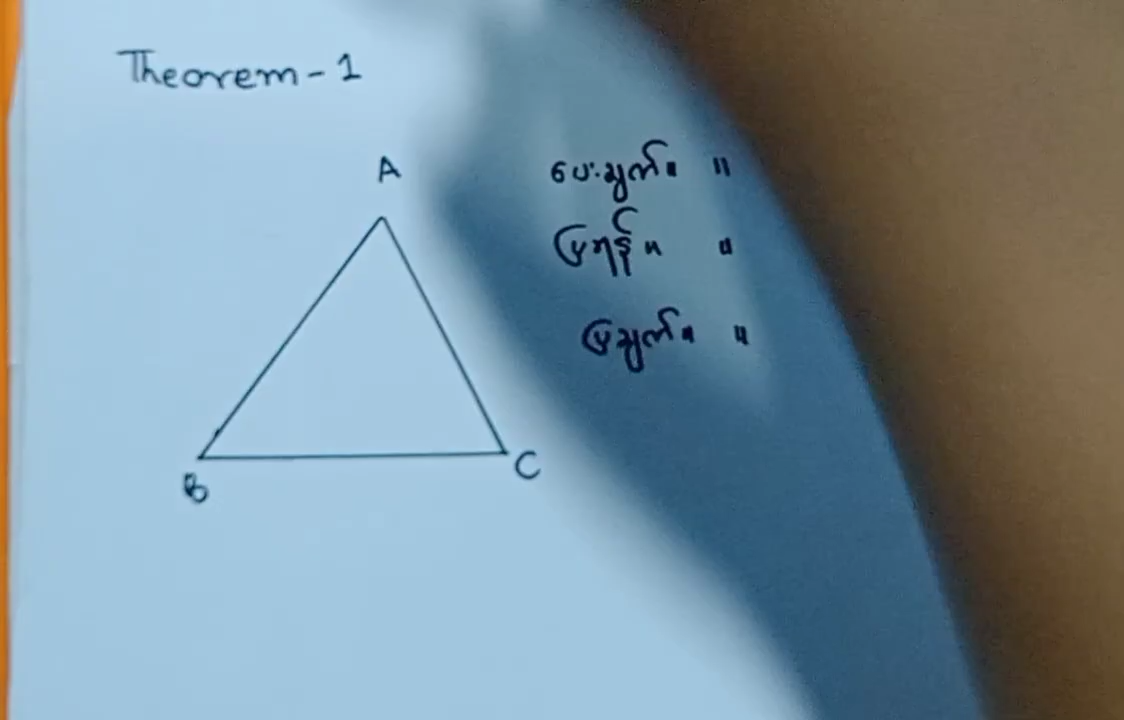 Theorem - 1
A
ပေးချက်။ ။
ပြရန်။ ။
ပြချက်။ ။
B
C